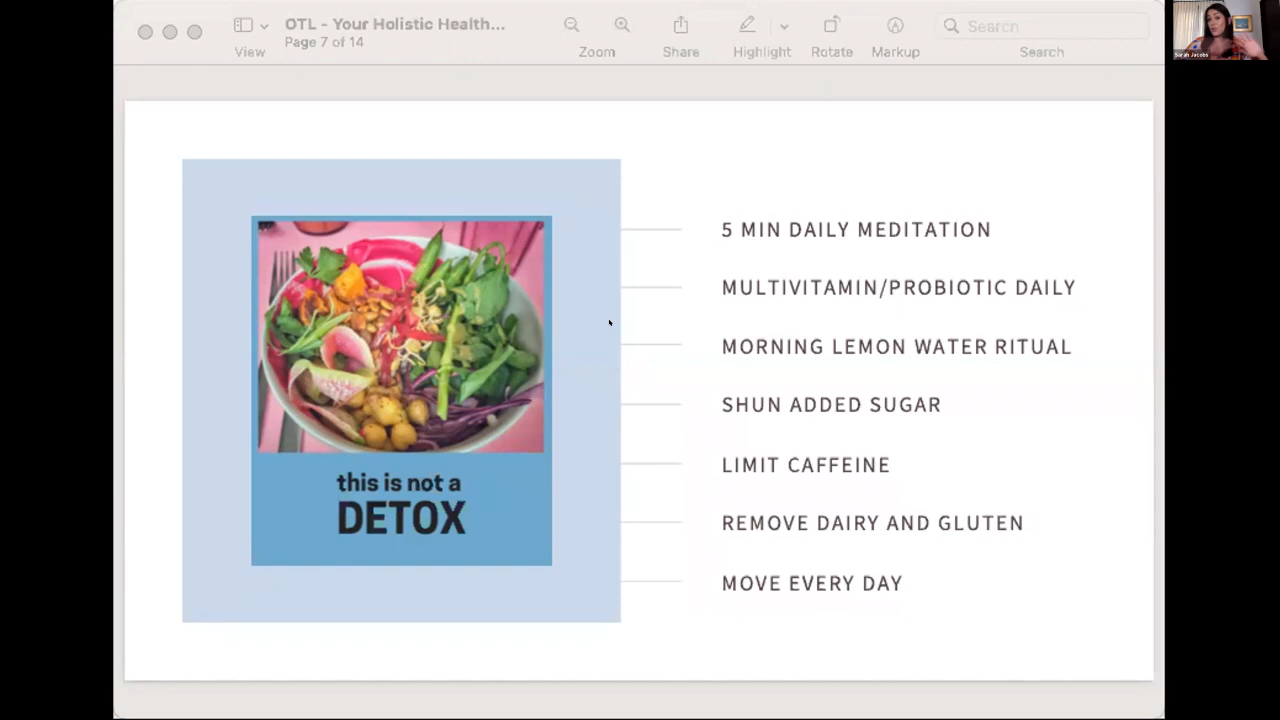 OTL - Your Holistic Health...
Page 7 of 14
View
Zoom
Share
Highlight
Rotate
Markup
Search
Search
Sarah Jacobs
5 MIN DAILY MEDITATION
MULTIVITAMIN/PROBIOTIC DAILY
MORNING LEMON WATER RITUAL
SHUN ADDED SUGAR
LIMIT CAFFEINE
REMOVE DAIRY AND GLUTEN
MOVE EVERY DAY
this is not a
DETOX